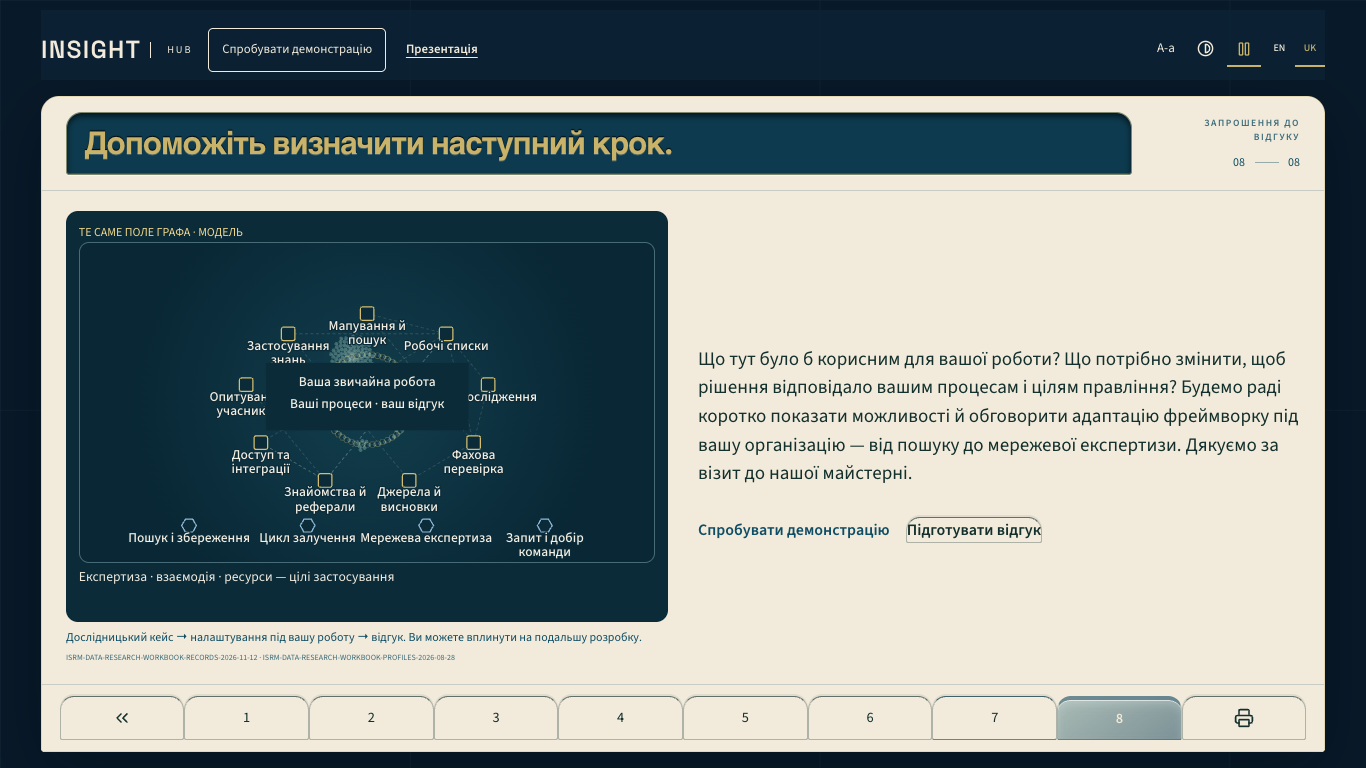 INSIGHT
HUB
Спробувати демонстрацію
Презентація
A-a
EN
UK
Допоможіть визначити наступний крок.
ЗАПРОШЕННЯ ДО
ВІДГУКУ
08
08
ТЕ САМЕ ПОЛЕ ГРАФА · МОДЕЛЬ
Мапування й
пошук
Застосування
знань
Робочі списки
Ваша звичайна робота
Ваші процеси · ваш відгук
Доступ та
інтеграції
Фахова
перевірка
Знайомства й
реферали
Джерела й
висновки
Пошук і збереження
Цикл залучення
Мережева експертиза
Запит і добір
команди
Експертиза · взаємодія · ресурси — цілі застосування
Дослідницький кейс → налаштування під вашу роботу → відгук. Ви можете вплинути на подальшу розробку.
ISRM-DATA-RESEARCH-WORKBOOK-RECORDS-2026-11-12 · ISRM-DATA-RESEARCH-WORKBOOK-PROFILES-2026-08-28
Що тут було б корисним для вашої роботи? Що потрібно змінити, щоб
рішення відповідало вашим процесам і цілям правління? Будемо раді
коротко показати можливості й обговорити адаптацію фреймворку під
вашу організацію — від пошуку до мережевої експертизи. Дякуємо за
візит до нашої майстерні.
Спробувати демонстрацію
Підготувати відгук
1
2
3
4
5
6
7
8